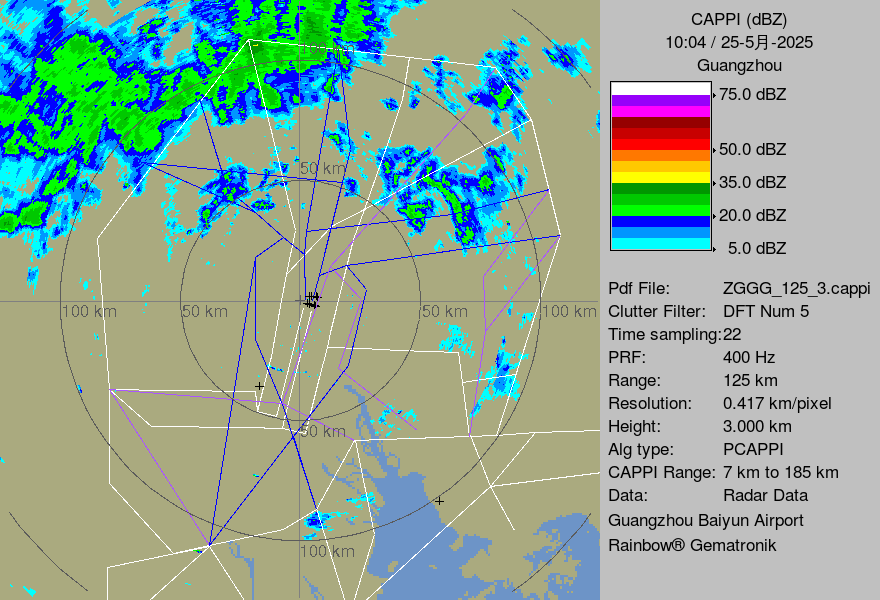 CAPPI (dBZ)
10:04 / 25-5月-2025
Guangzhou
75.0 dBZ
50.0 dBZ
35.0 dBZ
20.0 dBZ
5.0 dBZ
Pdf File: ZGGG_125_3.cappi
Clutter Filter: DFT Num 5
Time sampling:22
PRF: 400 Hz
Range: 125 km
Resolution: 0.417 km/pixel
Height: 3.000 km
Alg type: PCAPPI
CAPPI Range: 7 km to 185 km
Data: Radar Data
Guangzhou Baiyun Airport
Rainbow® Gematronik
100 km
50 km
100 km
50 km
50 km
100 km
50 km
100 km